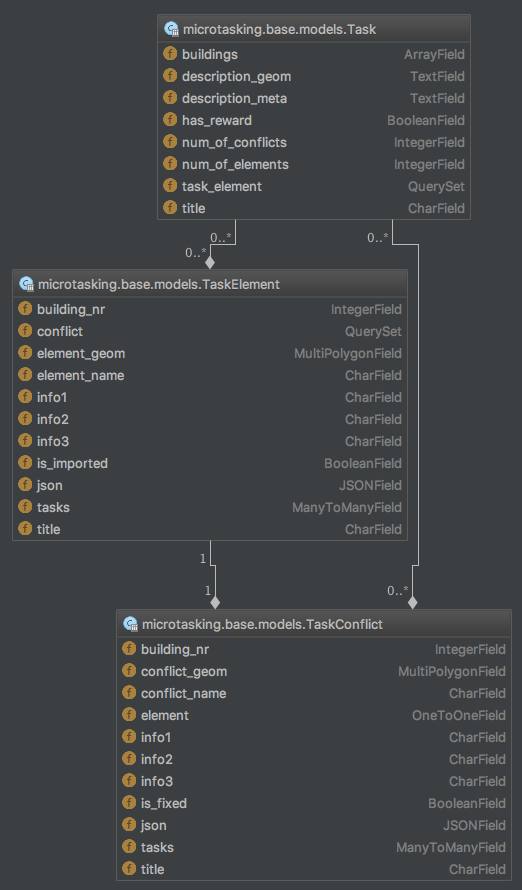 microtasking.base.models.Task
buildings ArrayField
description_geom TextField
description_meta TextField
has_reward BooleanField
num_of_conflicts IntegerField
num_of_elements IntegerField
task_element QuerySet
title CharField
0..* 0..*
0..*
microtasking.base.models.TaskElement
building_nr IntegerField
conflict QuerySet
element_geom MultiPolygonField
element_name CharField
info1 CharField
info2 CharField
info3 CharField
is_imported BooleanField
json JSONField
tasks ManyToManyField
title CharField
1
1 0..*
microtasking.base.models.TaskConflict
building_nr IntegerField
conflict_geom MultiPolygonField
conflict_name CharField
element OneToOneField
info1 CharField
info2 CharField
info3 CharField
is_fixed BooleanField
json JSONField
tasks ManyToManyField
title CharField